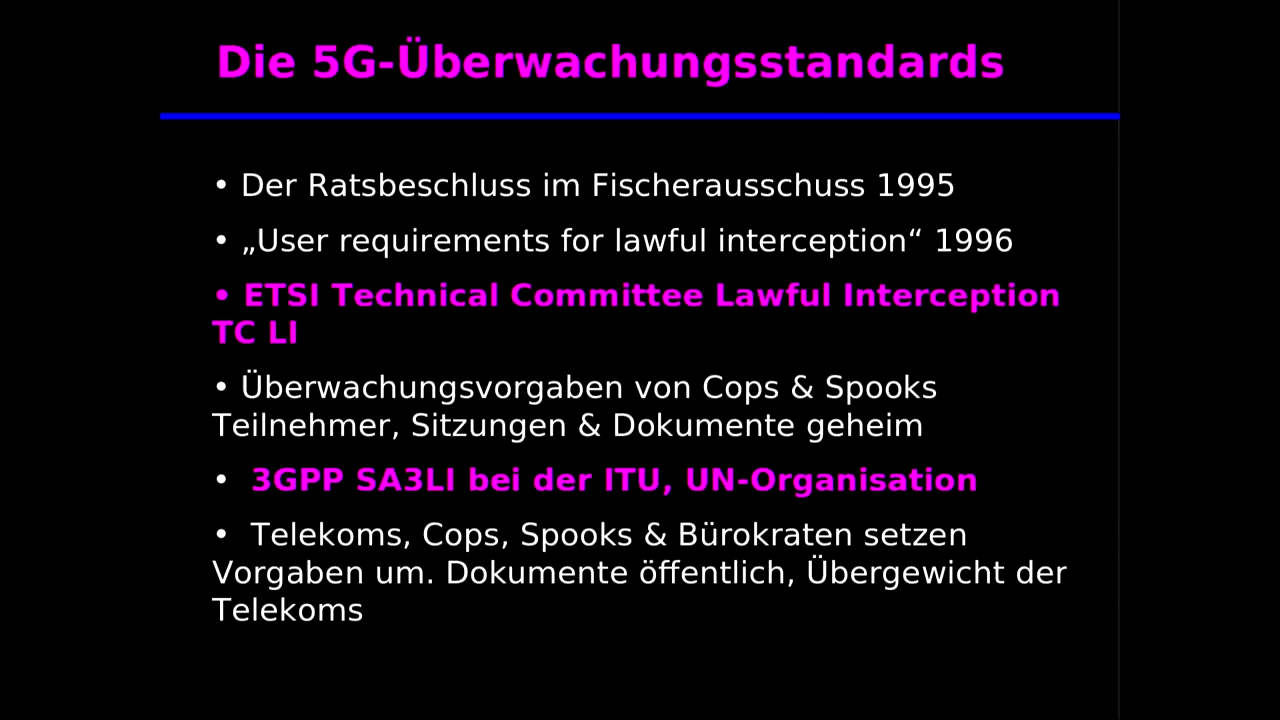 Die 5G-Überwachungsstandards
• Der Ratsbeschluss im Fischerausschuss 1995
• „User requirements for lawful interception“ 1996
• ETSI Technical Committee Lawful Interception
TC LI
• Überwachungsvorgaben von Cops & Spooks
Teilnehmer, Sitzungen & Dokumente geheim
• 3GPP SA3LI bei der ITU, UN-Organisation
• Telekoms, Cops, Spooks & Bürokraten setzen
Vorgaben um. Dokumente öffentlich, Übergewicht der
Telekoms